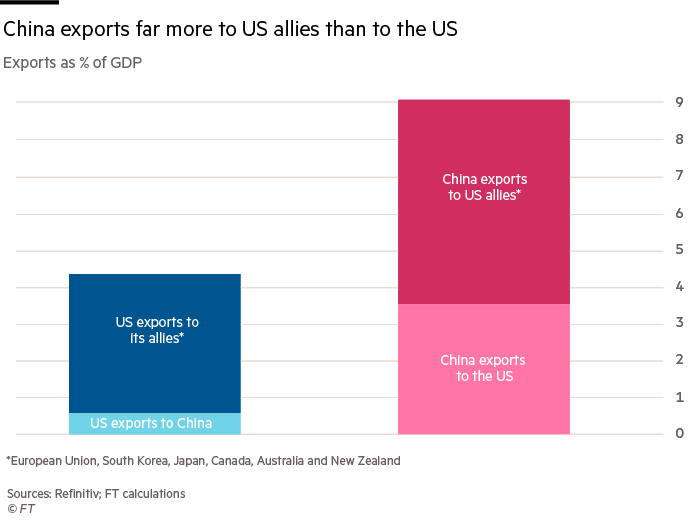 China exports far more to US allies than to the US
Exports as % of GDP
9
8
China exports
to US allies*
7
6
5
4
US exports to
its allies*
3
China exports
to the US
2
1
US exports to China
0
*European Union, South Korea, Japan, Canada, Australia and New Zealand
Sources: Refinitiv; FT calculations
© FT